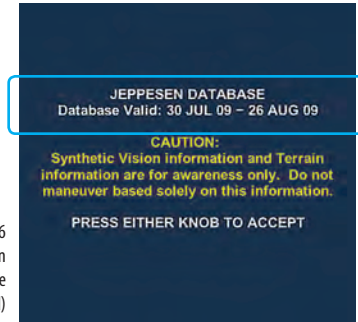 JEPPESEN DATABASE
Database Valid: 30 JUL 09 – 26 AUG 09
CAUTION:
Synthetic Vision information and Terrain
information are for awareness only. Do not
maneuver based solely on this information.
PRESS EITHER KNOB TO ACCEPT
6
n
e
)